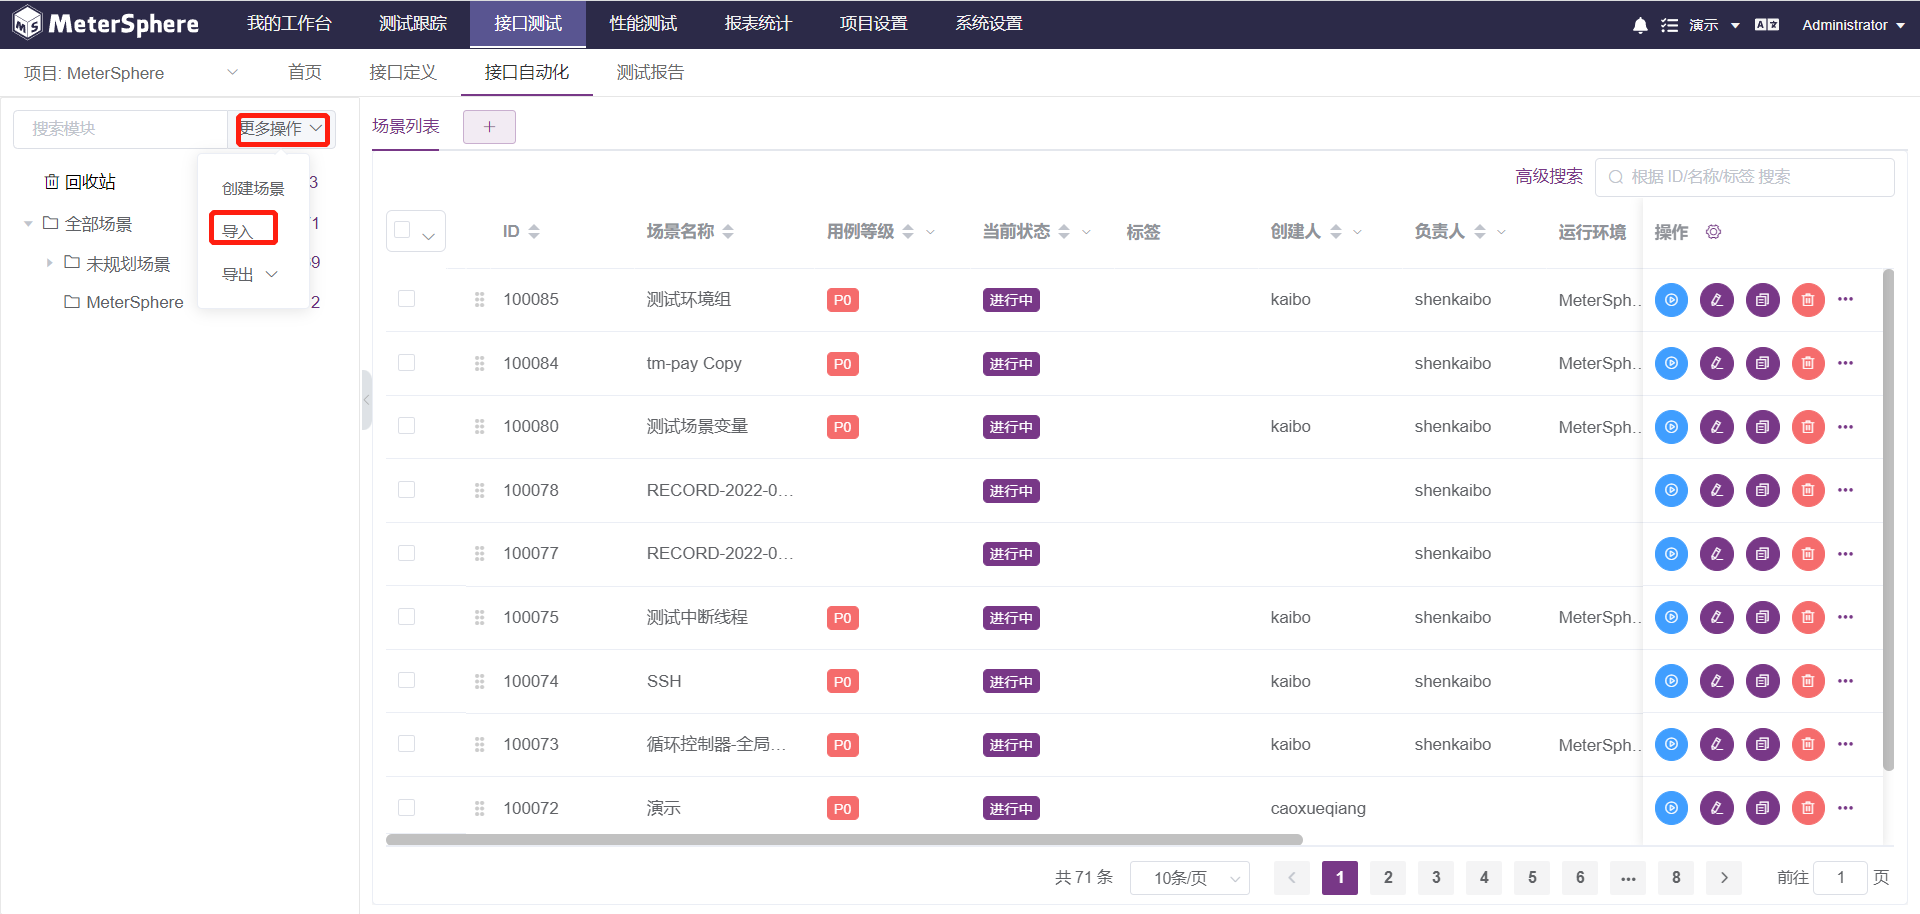 MeterSphere 我的工作台 测试跟踪 接口测试 性能测试 报表统计 项目设置 系统设置 演示 Administrator
项目: MeterSphere 首页 接口定义 接口自动化 测试报告
搜索模块 更多操作
回收站 3
全部场景 1
未规划场景 9
MeterSphere 2
创建场景
导入
导出
场景列表 +
高级搜索 根据 ID/名称/标签 搜索
ID 场景名称 用例等级 当前状态 标签 创建人 负责人 运行环境 操作
100085 测试环境组 P0 进行中 kaibo shenkaibo MeterSph...
100084 tm-pay Copy P0 进行中 shenkaibo MeterSph...
100080 测试场景变量 P0 进行中 kaibo shenkaibo MeterSph...
100078 RECORD-2022-0... 进行中 shenkaibo
100077 RECORD-2022-0... 进行中 shenkaibo
100075 测试中断线程 P0 进行中 kaibo shenkaibo MeterSph...
100074 SSH P0 进行中 kaibo shenkaibo
100073 循环控制器-全局... P0 进行中 kaibo shenkaibo MeterSph...
100072 演示 P0 进行中 caoxueqiang
共 71 条 10条/页 1 2 3 4 5 6 ... 8 前往 1 页